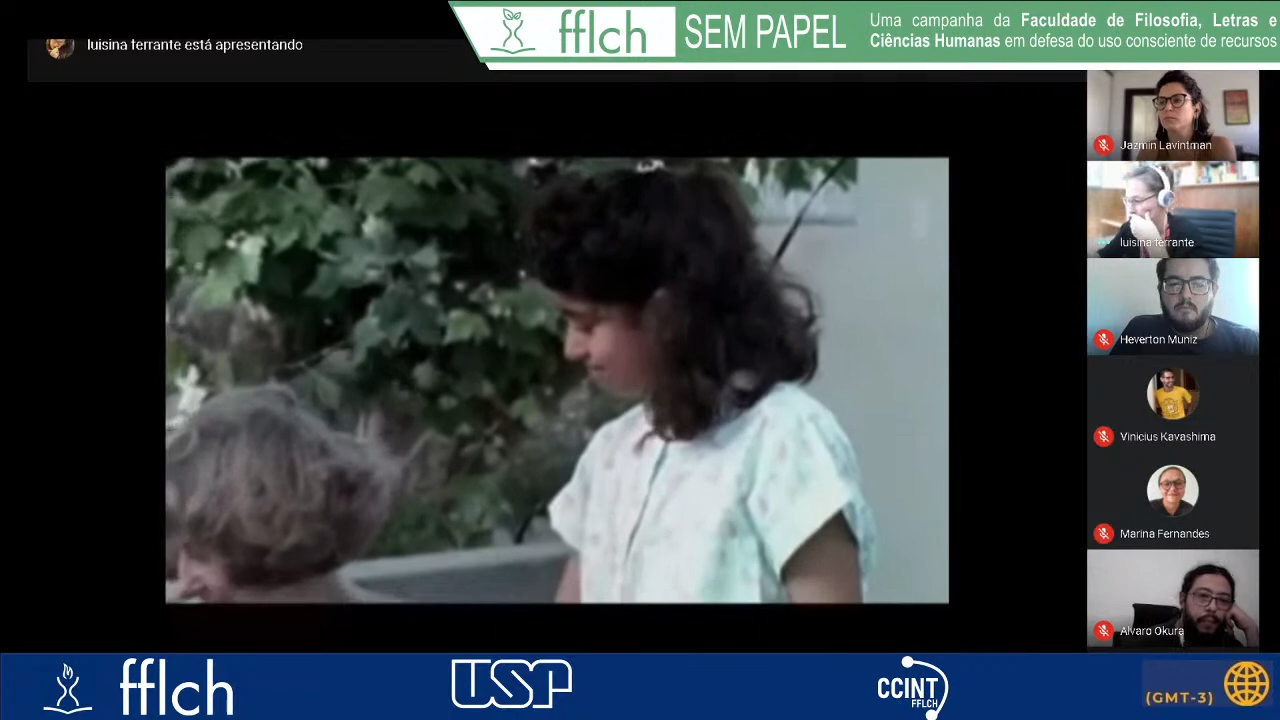 luisina ferrante está apresentando
fflch
SEM PAPEL
Uma campanha da Faculdade de Filosofia, Letras e
Ciências Humanas em defesa do uso consciente de recursos
Jazmin Lavintman
luisina ferrante
Heverton Muniz
Vinicius Kavashima
Marina Fernandes
Alvaro Okura
fflch
USP
CCINT
FFLCH
(GMT-3)